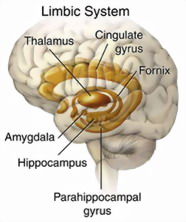 Limbic System
Thalamus
Cingulate
gyrus
Fornix
Amygdala
Hippocampus
Parahippocampal
gyrus